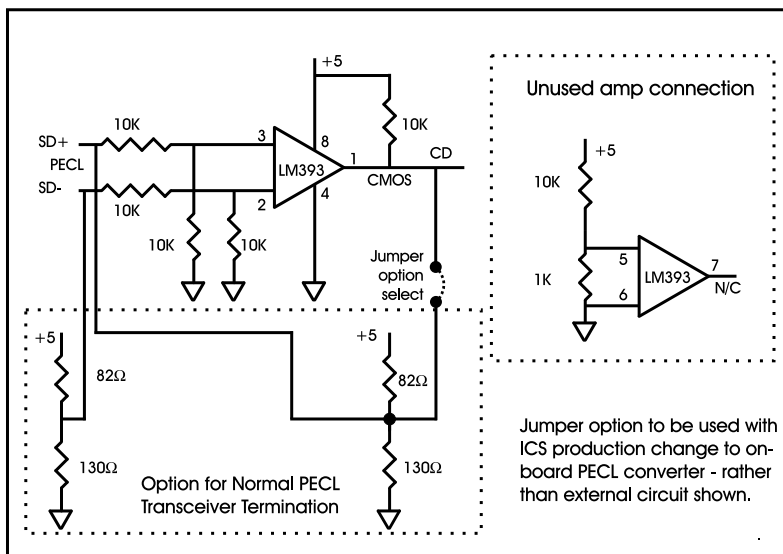 +5
Unused amp connection
10K
10K
SD+
PECL
SD-
3
8
LM393
1
CD
CMOS
4
2
10K
10K
10K
Jumper
option
select
+5
10K
1K
5
6
LM393
7
N/C
+5
82Ω
130Ω
+5
82Ω
130Ω
Option for Normal PECL
Transceiver Termination
Jumper option to be used with
ICS production change to on-
board PECL converter - rather
than external circuit shown.